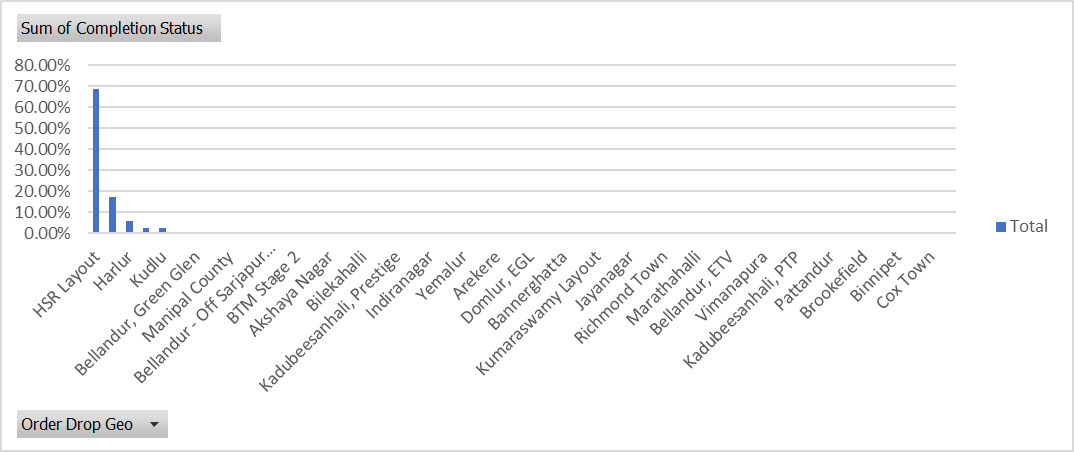 Sum of Completion Status
80.00%
70.00%
60.00%
50.00%
40.00%
30.00%
20.00%
10.00%
0.00%
HSR Layout
Harlur
Kudlu
Bellandur, Green Glen
Manipal County
Bellandur - Off Sarjapur…
BTM Stage 2
Akshaya Nagar
Bilekahalli
Kadubeesanhali, Prestige
Indiranagar
Yemalur
Arekere
Domlur, EGL
Bannerghatta
Kumaraswamy Layout
Jayanagar
Richmond Town
Marathahalli
Bellandur, ETV
Vimanapura
Kadubeesanhali, PTP
Pattandur
Brookefield
Binnipet
Cox Town
Total
Order Drop Geo